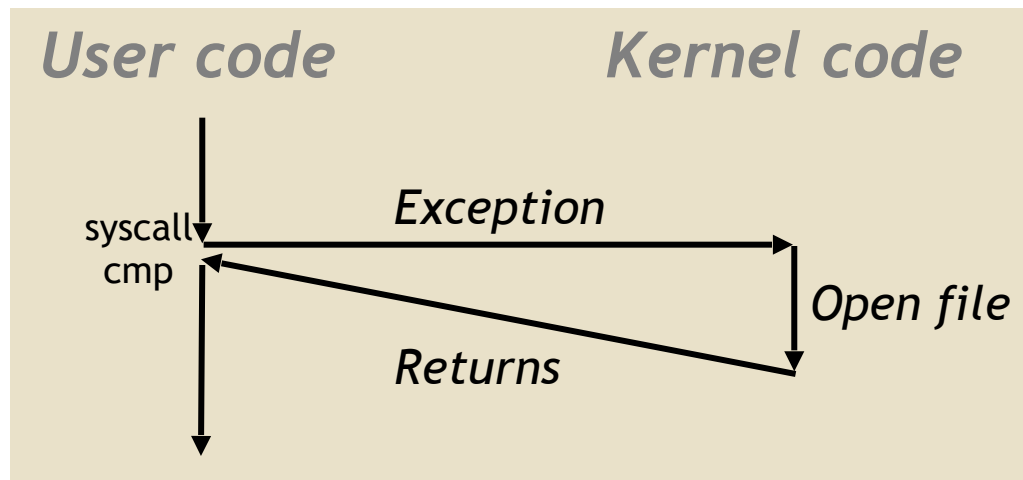 User code
Kernel code
Exception
syscall
cmp
Open file
Returns